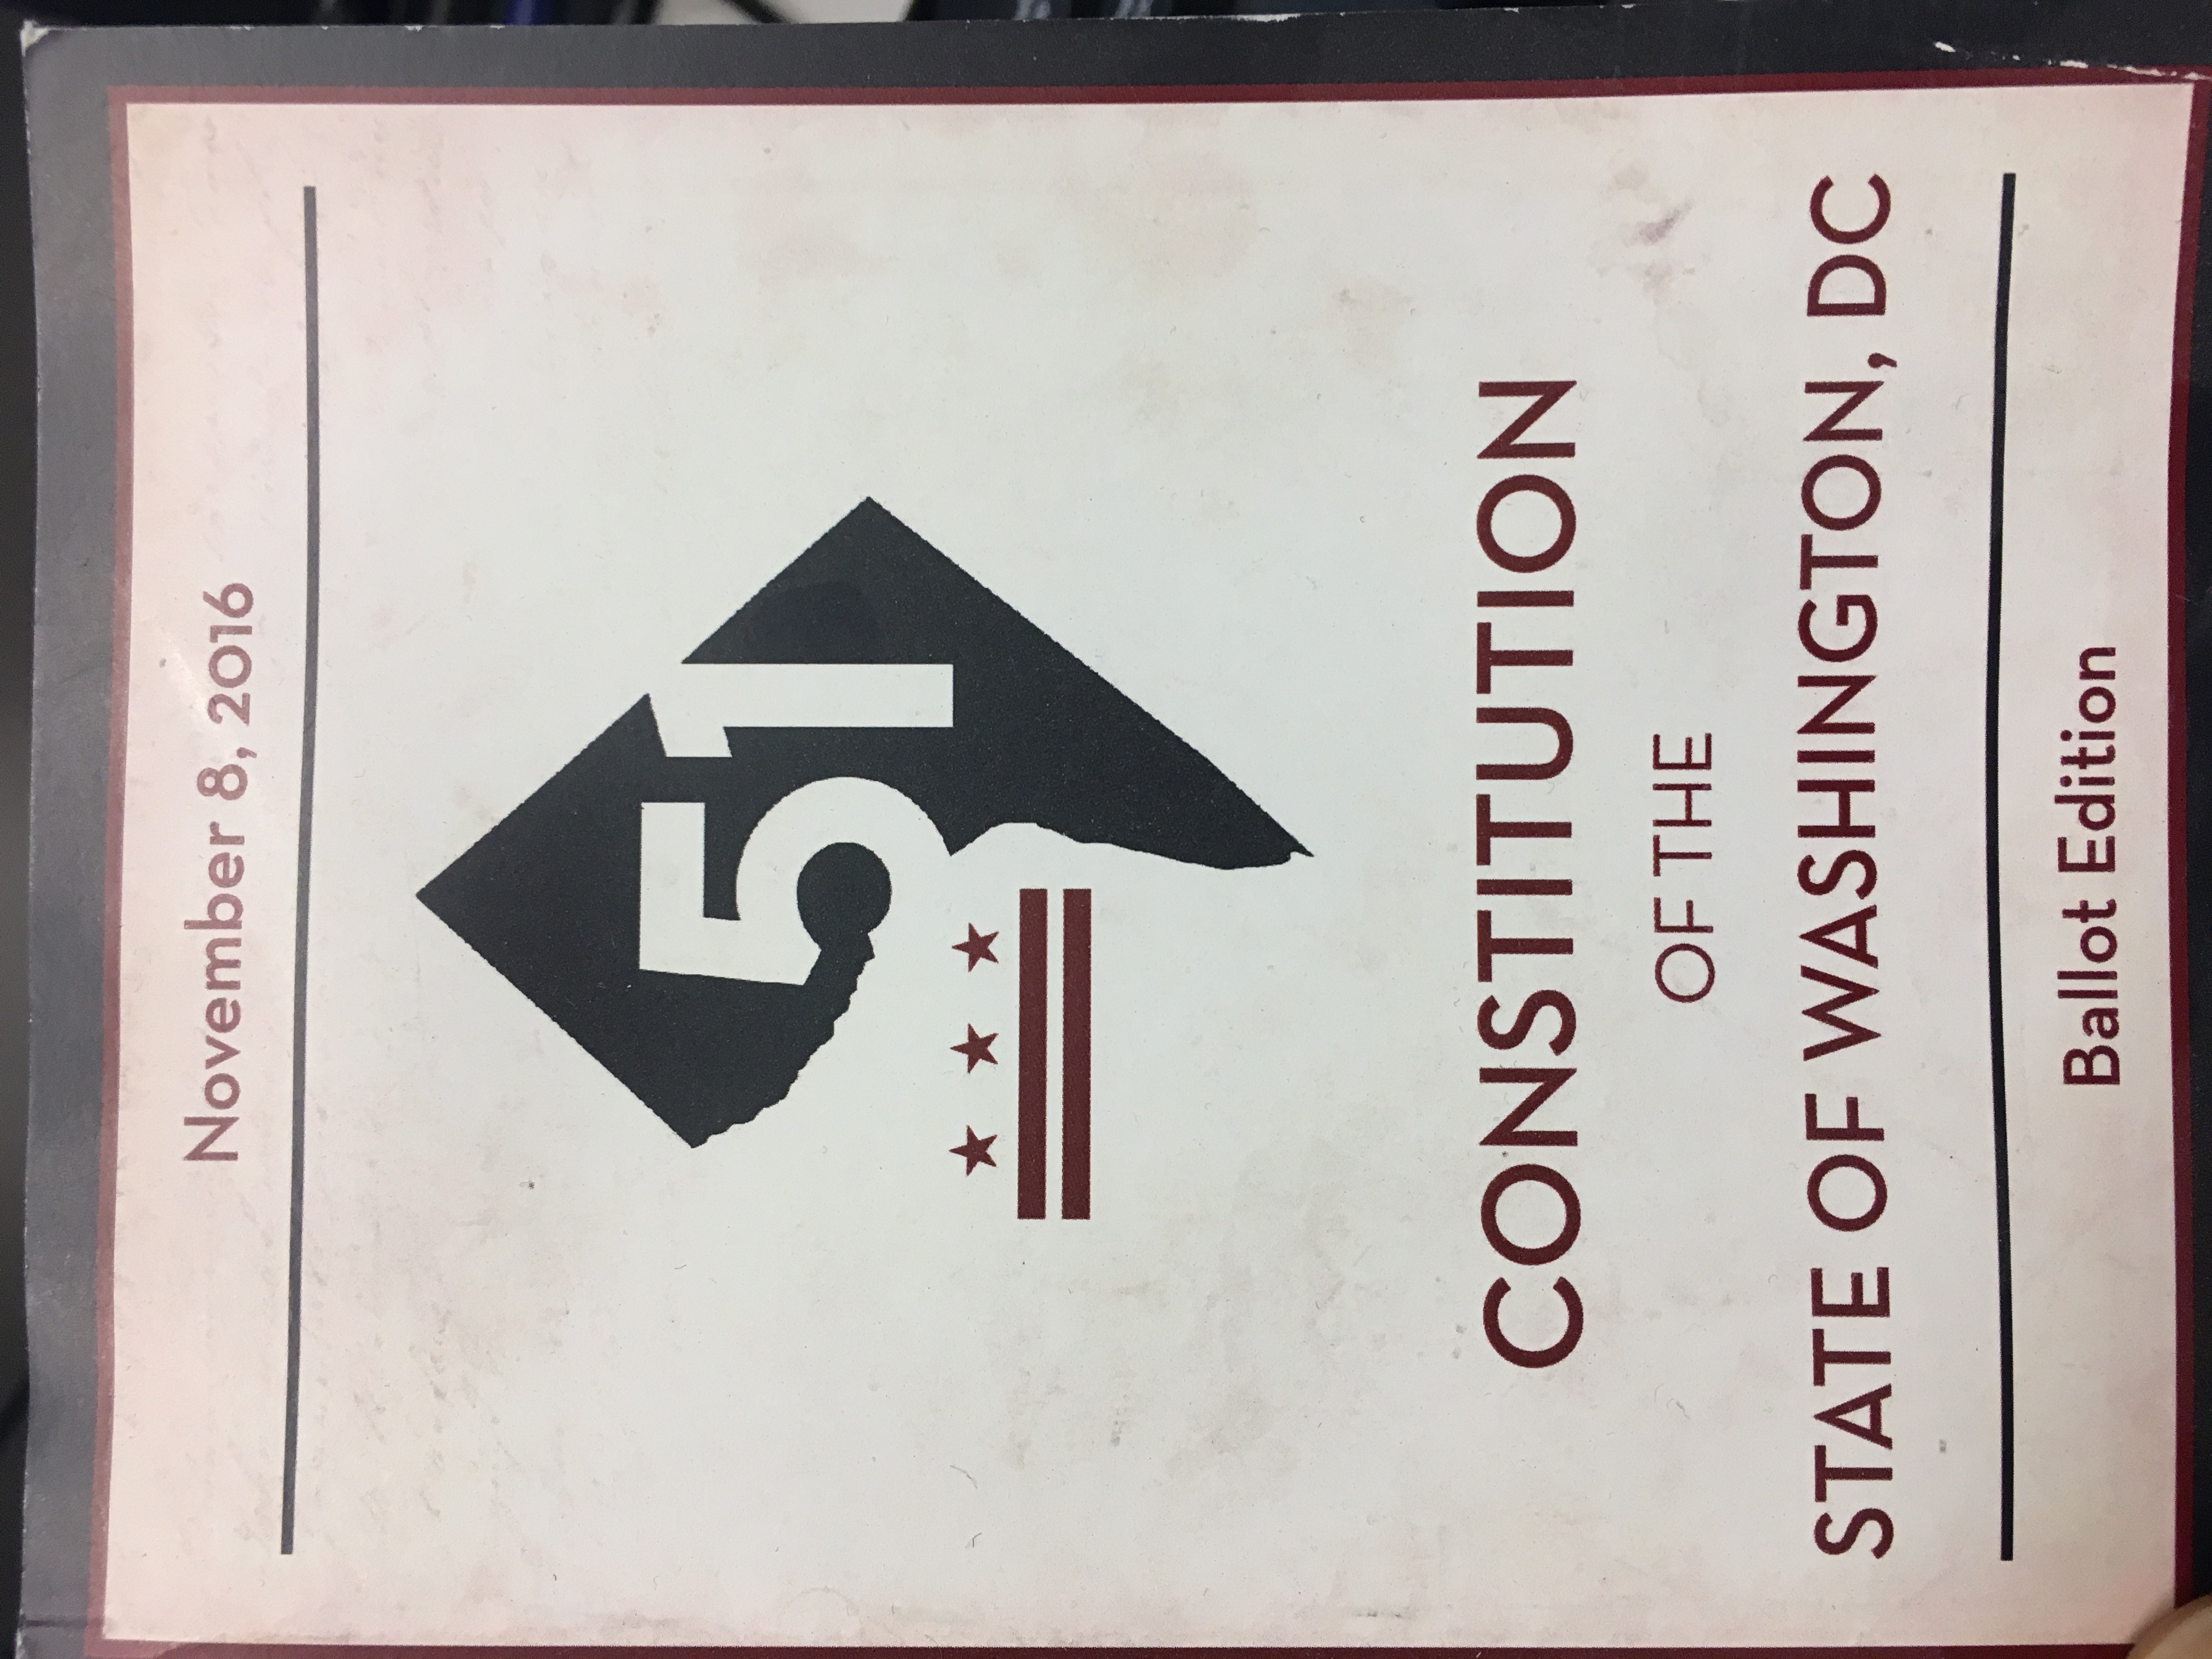 November 8, 2016
51
CONSTITUTION
OF THE
STATE OF WASHINGTON, DC
Ballot Edition